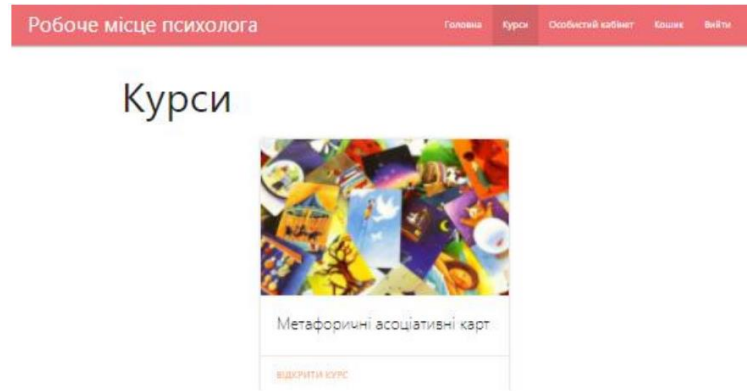 Робоче місце психолога
Головна Курси Особистий кабінет Кошик Вийти
Курси
Метафоричні асоціативні карт
ВІДКРИТИ КУРС